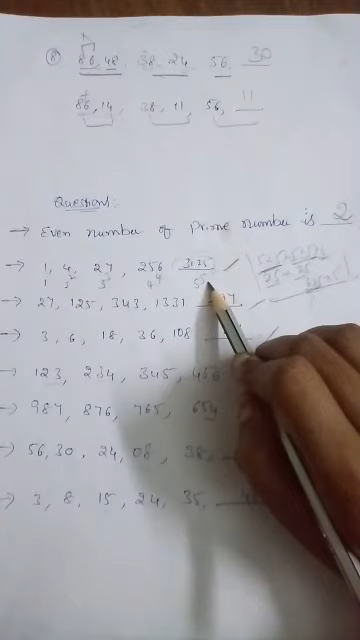 ⑧ 86, 48, 38, 24, 56, 30
86, 14, 38, 11, 56, 11
Questions:-
→ Even number of Prime number is 2
→ 1, 4, 27, 256 3125
1 2² 3³ 4⁴ 5⁵
→ 27, 125, 343, 1331
→ 3, 6, 18, 36, 108
→ 123, 234, 345, 456
→ 987, 876, 765, 654
→ 56, 30, 24, 08, 38,
→ 3, 8, 15, 24, 35,